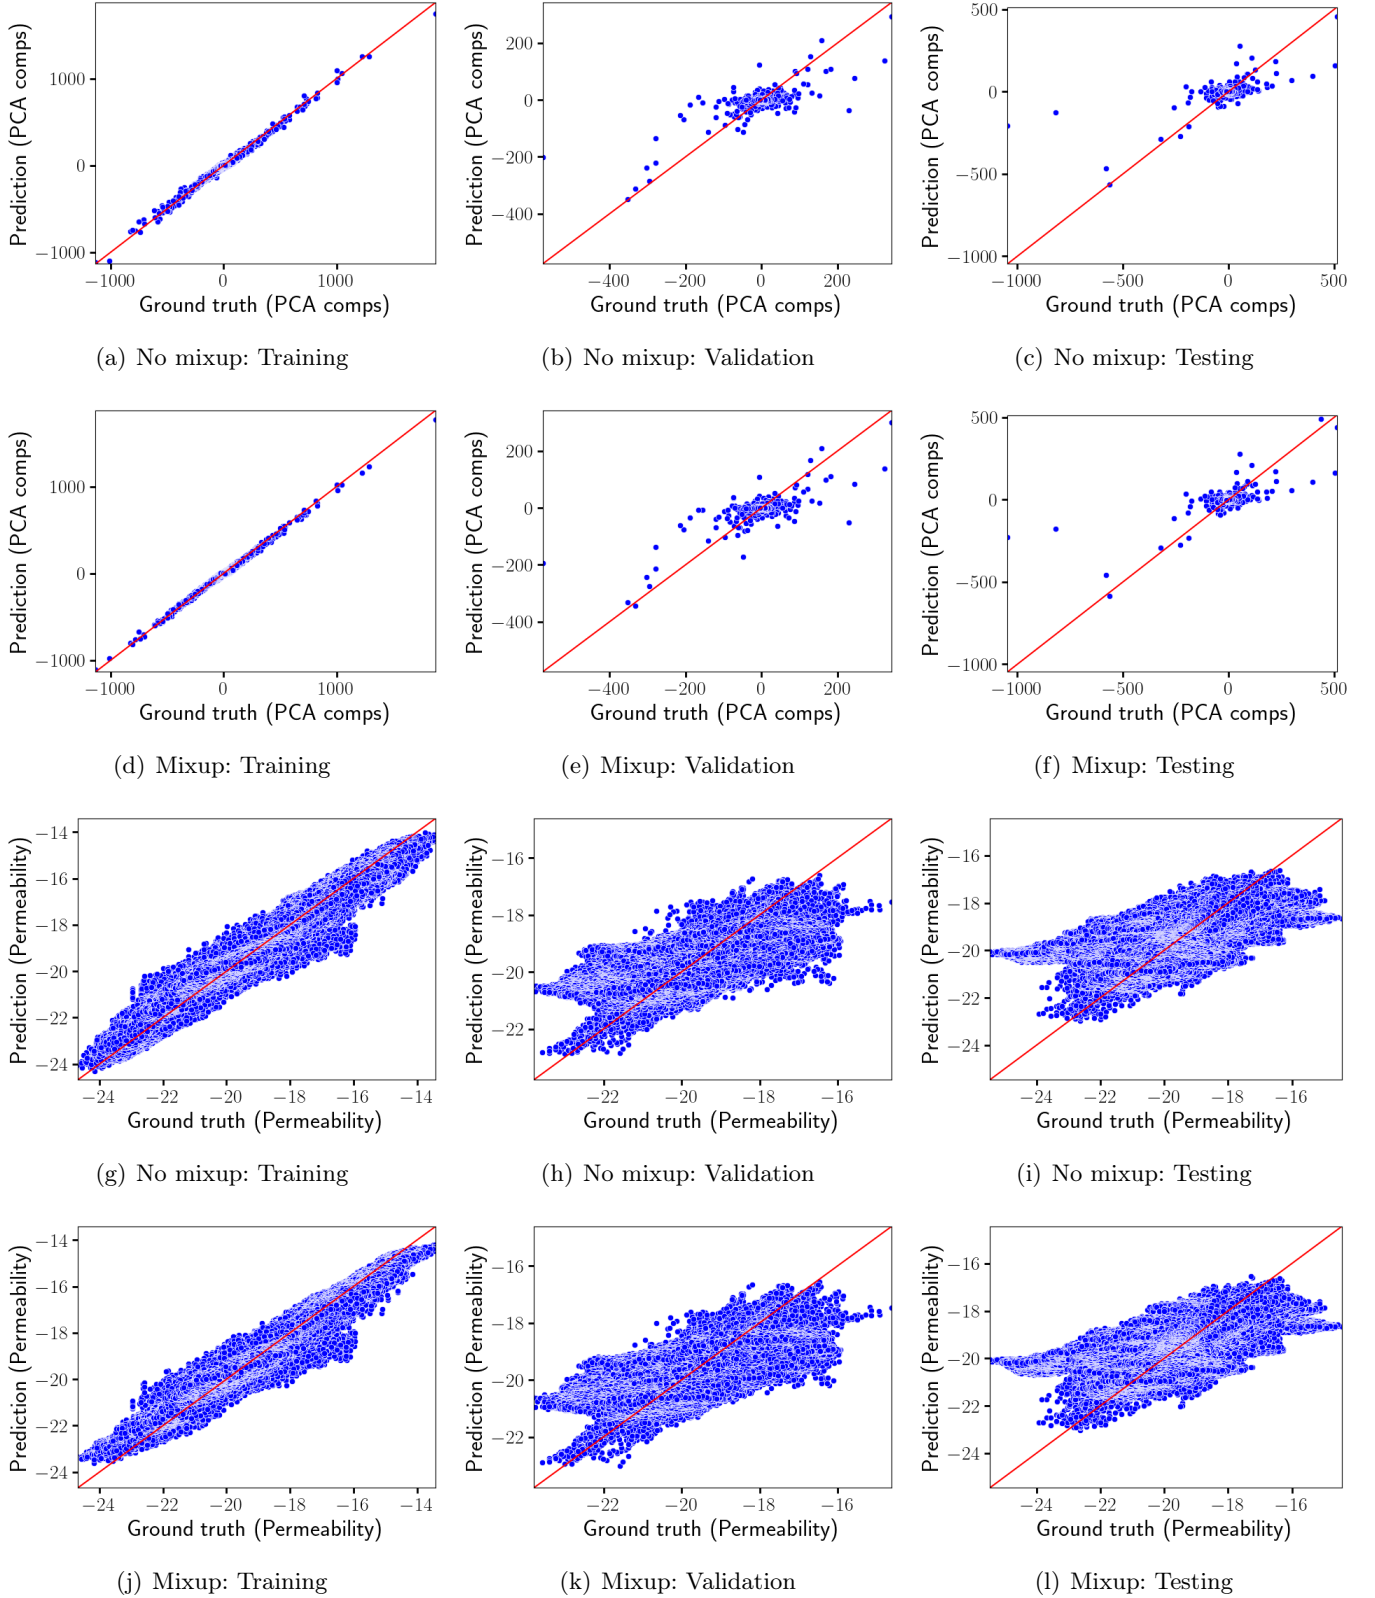 Prediction (PCA comps)
1000
0
−1000
−1000 0 1000
Ground truth (PCA comps)
(a) No mixup: Training
Prediction (PCA comps)
200
0
−200
−400
−400 −200 0 200
Ground truth (PCA comps)
(b) No mixup: Validation
Prediction (PCA comps)
500
0
−500
−1000
−1000 −500 0 500
Ground truth (PCA comps)
(c) No mixup: Testing
Prediction (PCA comps)
1000
0
−1000
−1000 0 1000
Ground truth (PCA comps)
(d) Mixup: Training
Prediction (PCA comps)
200
0
−200
−400
−400 −200 0 200
Ground truth (PCA comps)
(e) Mixup: Validation
Prediction (PCA comps)
500
0
−500
−1000
−1000 −500 0 500
Ground truth (PCA comps)
(f) Mixup: Testing
Prediction (Permeability)
−14
−16
−18
−20
−22
−24
−24 −22 −20 −18 −16 −14
Ground truth (Permeability)
(g) No mixup: Training
Prediction (Permeability)
−16
−18
−20
−22
−22 −20 −18 −16
Ground truth (Permeability)
(h) No mixup: Validation
Prediction (Permeability)
−16
−18
−20
−22
−24
−24 −22 −20 −18 −16
Ground truth (Permeability)
(i) No mixup: Testing
Prediction (Permeability)
−14
−16
−18
−20
−22
−24
−24 −22 −20 −18 −16 −14
Ground truth (Permeability)
(j) Mixup: Training
Prediction (Permeability)
−16
−18
−20
−22
−22 −20 −18 −16
Ground truth (Permeability)
(k) Mixup: Validation
Prediction (Permeability)
−16
−18
−20
−22
−24
−24 −22 −20 −18 −16
Ground truth (Permeability)
(l) Mixup: Testing